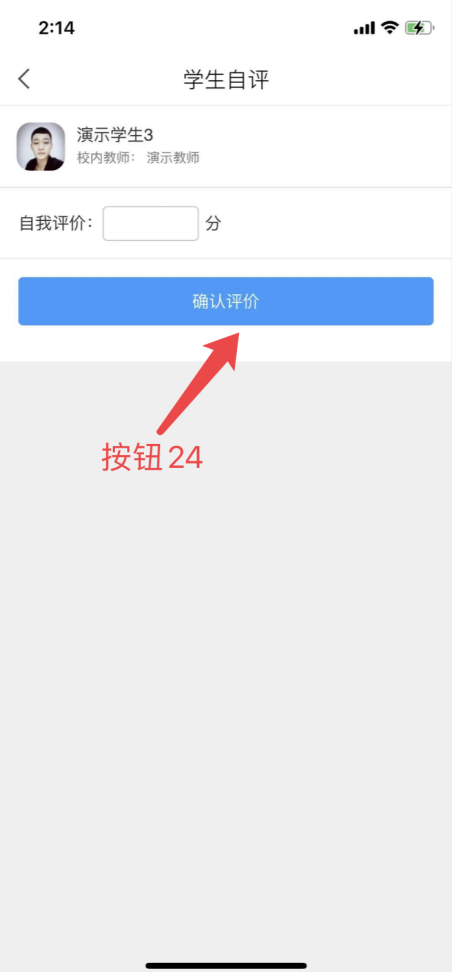 2:14
学生自评
演示学生3
校内教师： 演示教师
自我评价： 分
确认评价
按钮24